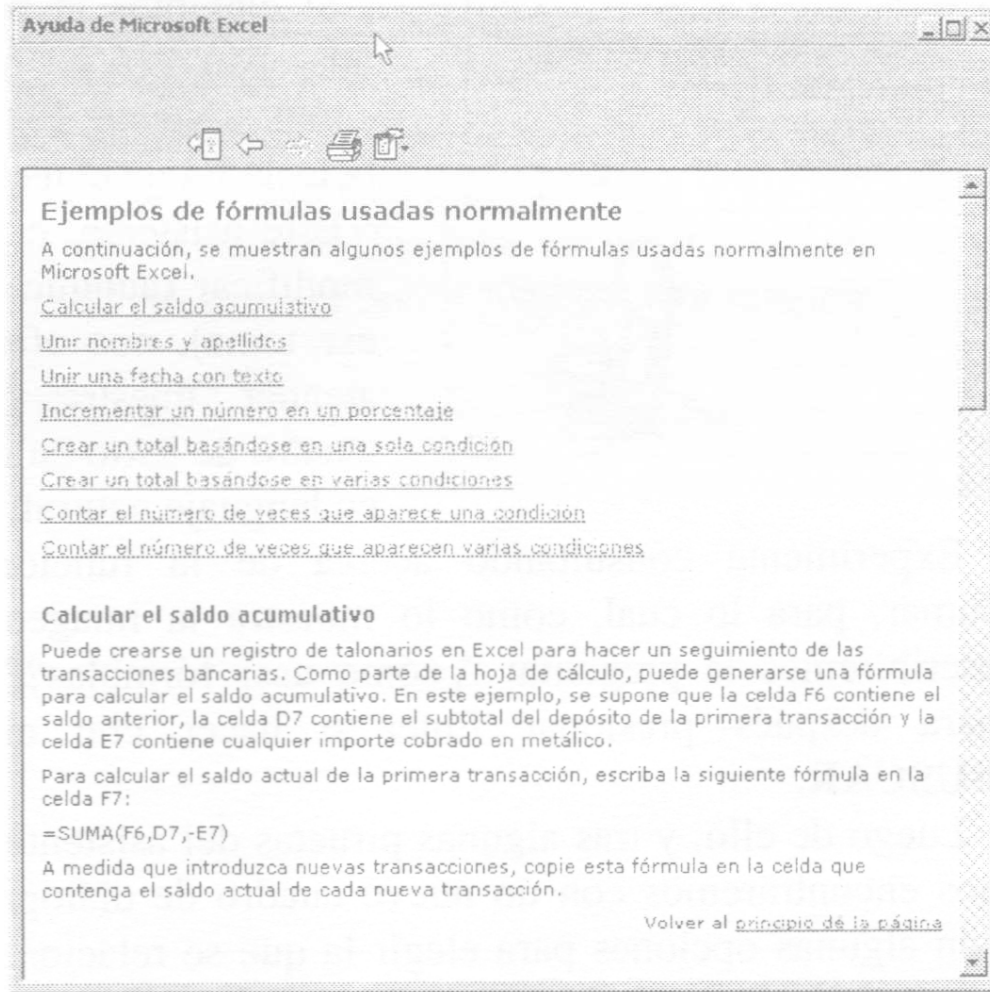 Ayuda de Microsoft Excel
Ejemplos de fórmulas usadas normalmente
A continuación, se muestran algunos ejemplos de fórmulas usadas normalmente en
Microsoft Excel.
Calcular el saldo acumulativo
Unir nombres y apellidos
Unir una fecha con texto
Incrementar un número en un porcentaje
Crear un total basándose en una sola condición
Crear un total basándose en varias condiciones
Contar el número de veces que aparece una condición
Contar el número de veces que aparecen varias condiciones
Calcular el saldo acumulativo
Puede crearse un registro de talonarios en Excel para hacer un seguimiento de las
transacciones bancarias. Como parte de la hoja de cálculo, puede generarse una fórmula
para calcular el saldo acumulativo. En este ejemplo, se supone que la celda F6 contiene el
saldo anterior, la celda D7 contiene el subtotal del depósito de la primera transacción y la
celda E7 contiene cualquier importe cobrado en metálico.
Para calcular el saldo actual de la primera transacción, escriba la siguiente fórmula en la
celda F7:
=SUMA(F6,D7,-E7)
A medida que introduzca nuevas transacciones, copie esta fórmula en la celda que
contenga el saldo actual de cada nueva transacción.
Volver al principio de la página